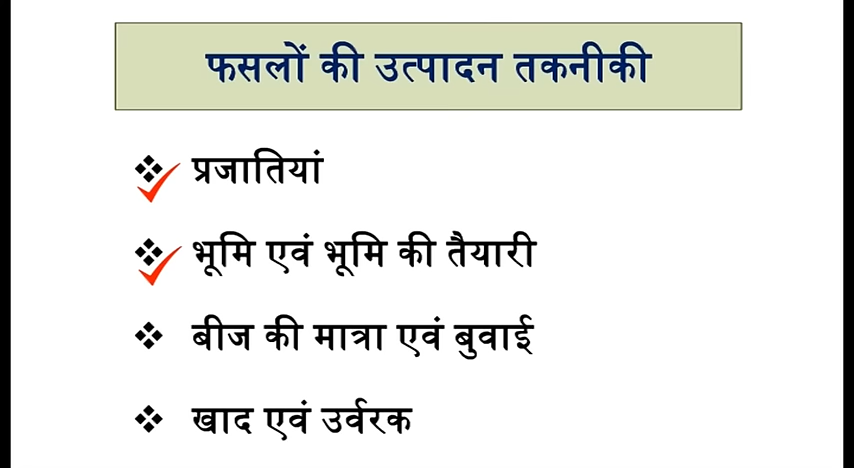 फसलों की उत्पादन तकनीकी
प्रजातियां
भूमि एवं भूमि की तैयारी
बीज की मात्रा एवं बुवाई
खाद एवं उर्वरक